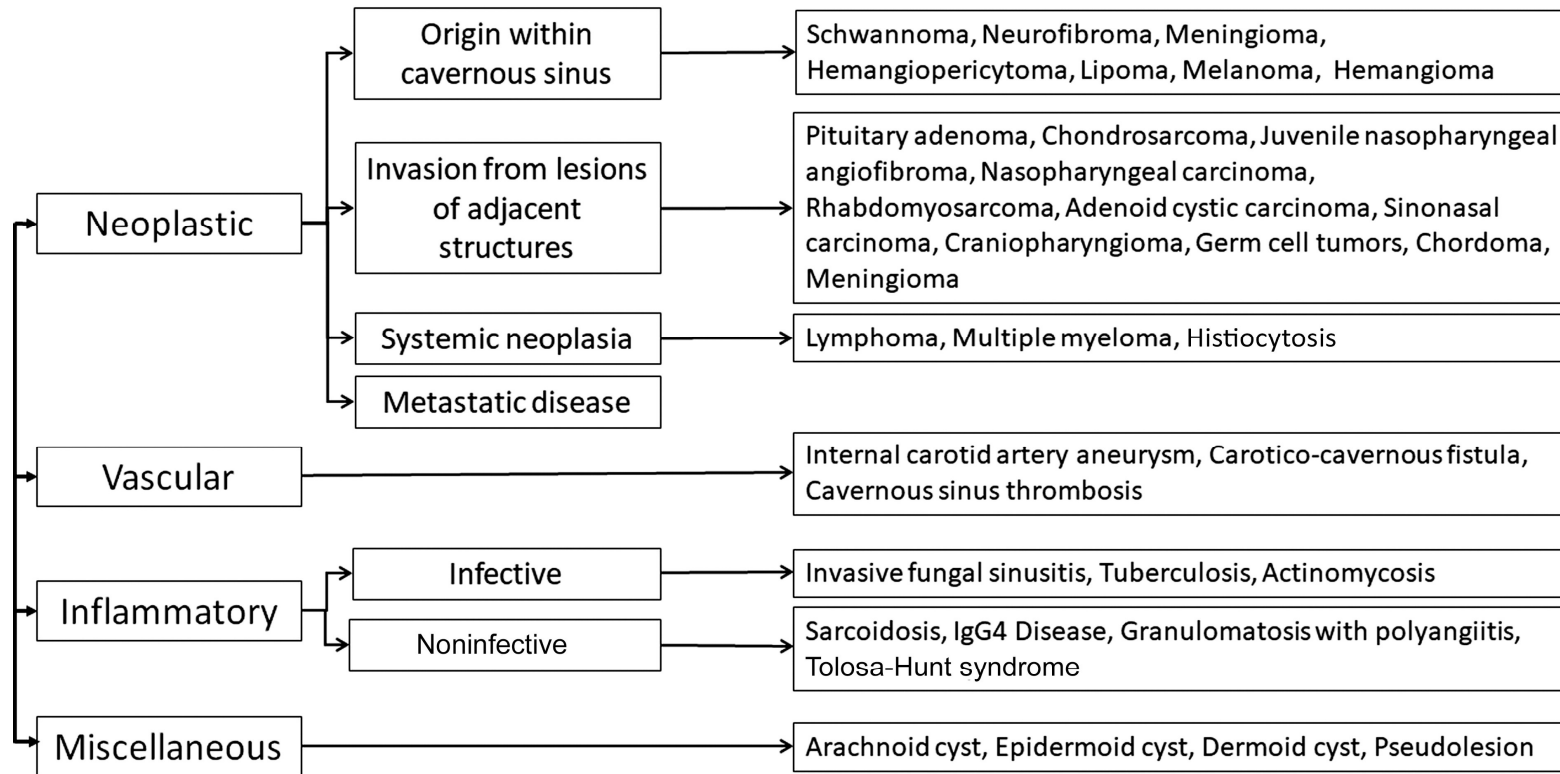 Origin within
cavernous sinus
Schwannoma, Neurofibroma, Meningioma,
Hemangiopericytoma, Lipoma, Melanoma, Hemangioma
Neoplastic
Invasion from lesions
of adjacent
structures
Pituitary adenoma, Chondrosarcoma, Juvenile nasopharyngeal
angiofibroma, Nasopharyngeal carcinoma,
Rhabdomyosarcoma, Adenoid cystic carcinoma, Sinonasal
carcinoma, Craniopharyngioma, Germ cell tumors, Chordoma,
Meningioma
Systemic neoplasia
Lymphoma, Multiple myeloma, Histiocytosis
Metastatic disease
Vascular
Internal carotid artery aneurysm, Carotico-cavernous fistula,
Cavernous sinus thrombosis
Inflammatory
Infective
Invasive fungal sinusitis, Tuberculosis, Actinomycosis
Noninfective
Sarcoidosis, IgG4 Disease, Granulomatosis with polyangiitis,
Tolosa-Hunt syndrome
Miscellaneous
Arachnoid cyst, Epidermoid cyst, Dermoid cyst, Pseudolesion